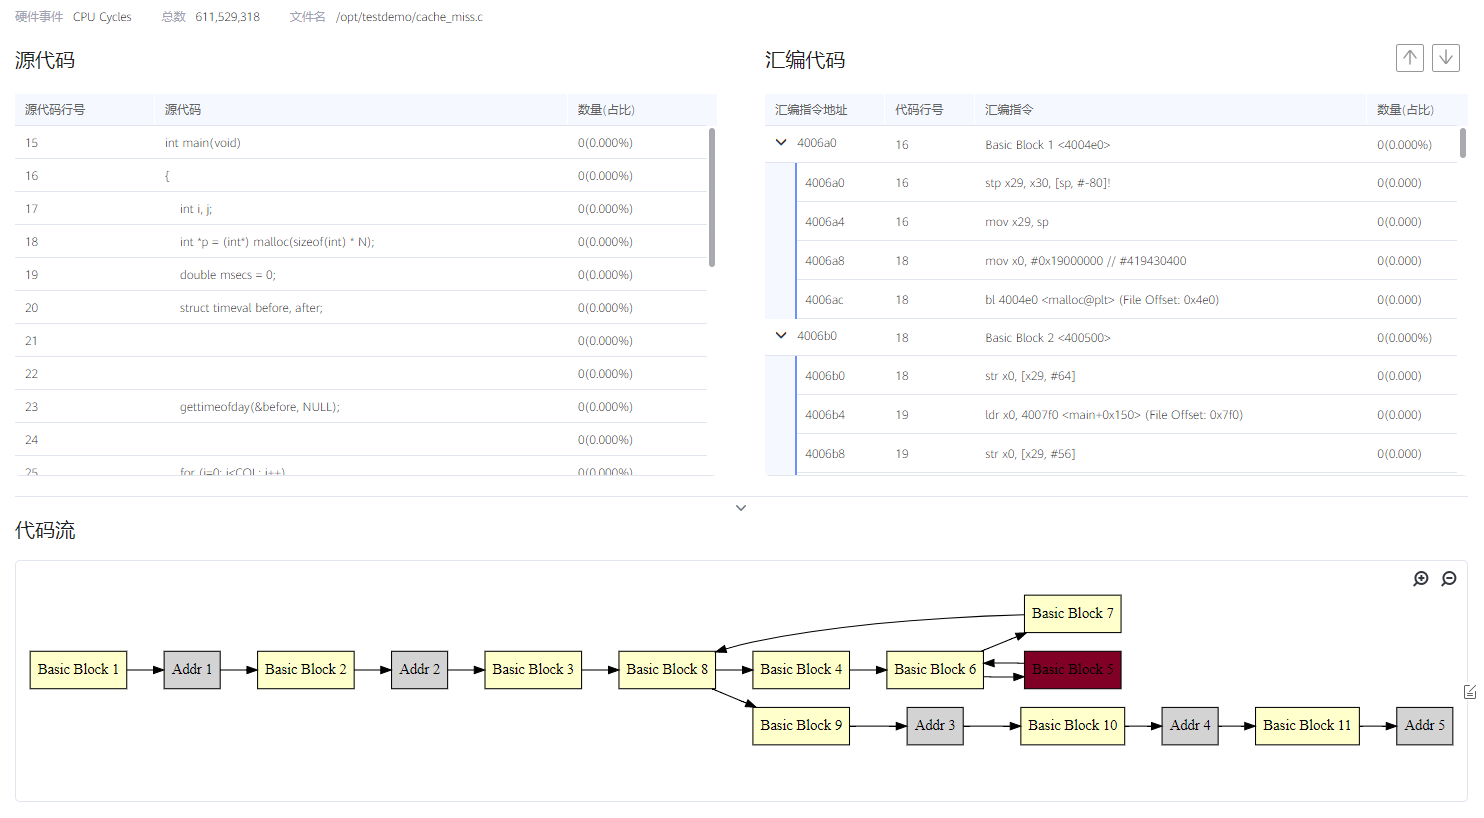 硬件事件 CPU Cycles 总数 611,529,318 文件名 /opt/testdemo/cache_miss.c
源代码
源代码行号 源代码 数量(占比)
15 int main(void) 0(0.000%)
16 { 0(0.000%)
17 int i, j; 0(0.000%)
18 int *p = (int*) malloc(sizeof(int) * N); 0(0.000%)
19 double msecs = 0; 0(0.000%)
20 struct timeval before, after; 0(0.000%)
21 0(0.000%)
22 0(0.000%)
23 gettimeofday(&before, NULL); 0(0.000%)
24 0(0.000%)
25 for (i=0; i<COL; i++) 0(0.000%)
汇编代码
汇编指令地址 代码行号 汇编指令 数量(占比)
4006a0 16 Basic Block 1 <4004e0> 0(0.000%)
4006a0 16 stp x29, x30, [sp, #-80]! 0(0.000)
4006a4 16 mov x29, sp 0(0.000)
4006a8 18 mov x0, #0x19000000 // #419430400 0(0.000)
4006ac 18 bl 4004e0 <malloc@plt> (File Offset: 0x4e0) 0(0.000)
4006b0 18 Basic Block 2 <400500> 0(0.000%)
4006b0 18 str x0, [x29, #64] 0(0.000)
4006b4 19 ldr x0, 4007f0 <main+0x150> (File Offset: 0x7f0) 0(0.000)
4006b8 19 str x0, [x29, #56] 0(0.000)
代码流
Basic Block 7
Basic Block 1 Addr 1 Basic Block 2 Addr 2 Basic Block 3 Basic Block 8 Basic Block 4 Basic Block 6 Basic Block 5
Basic Block 9 Addr 3 Basic Block 10 Addr 4 Basic Block 11 Addr 5